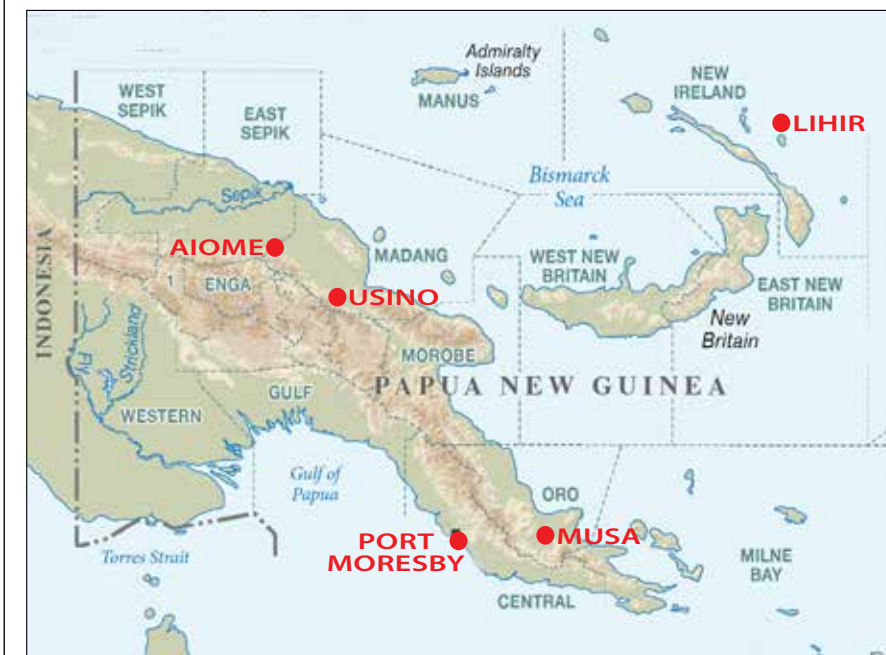 Admiralty
Islands
MANUS
WEST
SEPIK
EAST
SEPIK
NEW
IRELAND
LIHIR
Bismarck
Sea
Sepik
AIOME
MADANG
WEST NEW
BRITAIN
EAST NEW
BRITAIN
New
Britain
INDONESIA
1
ENGA
USINO
Strickland
Fly
MOROBE
PAPUA NEW GUINEA
WESTERN
GULF
Gulf of
Papua
ORO
PORT
MORESBY
MUSA
Torres Strait
MILNE
BAY
CENTRAL